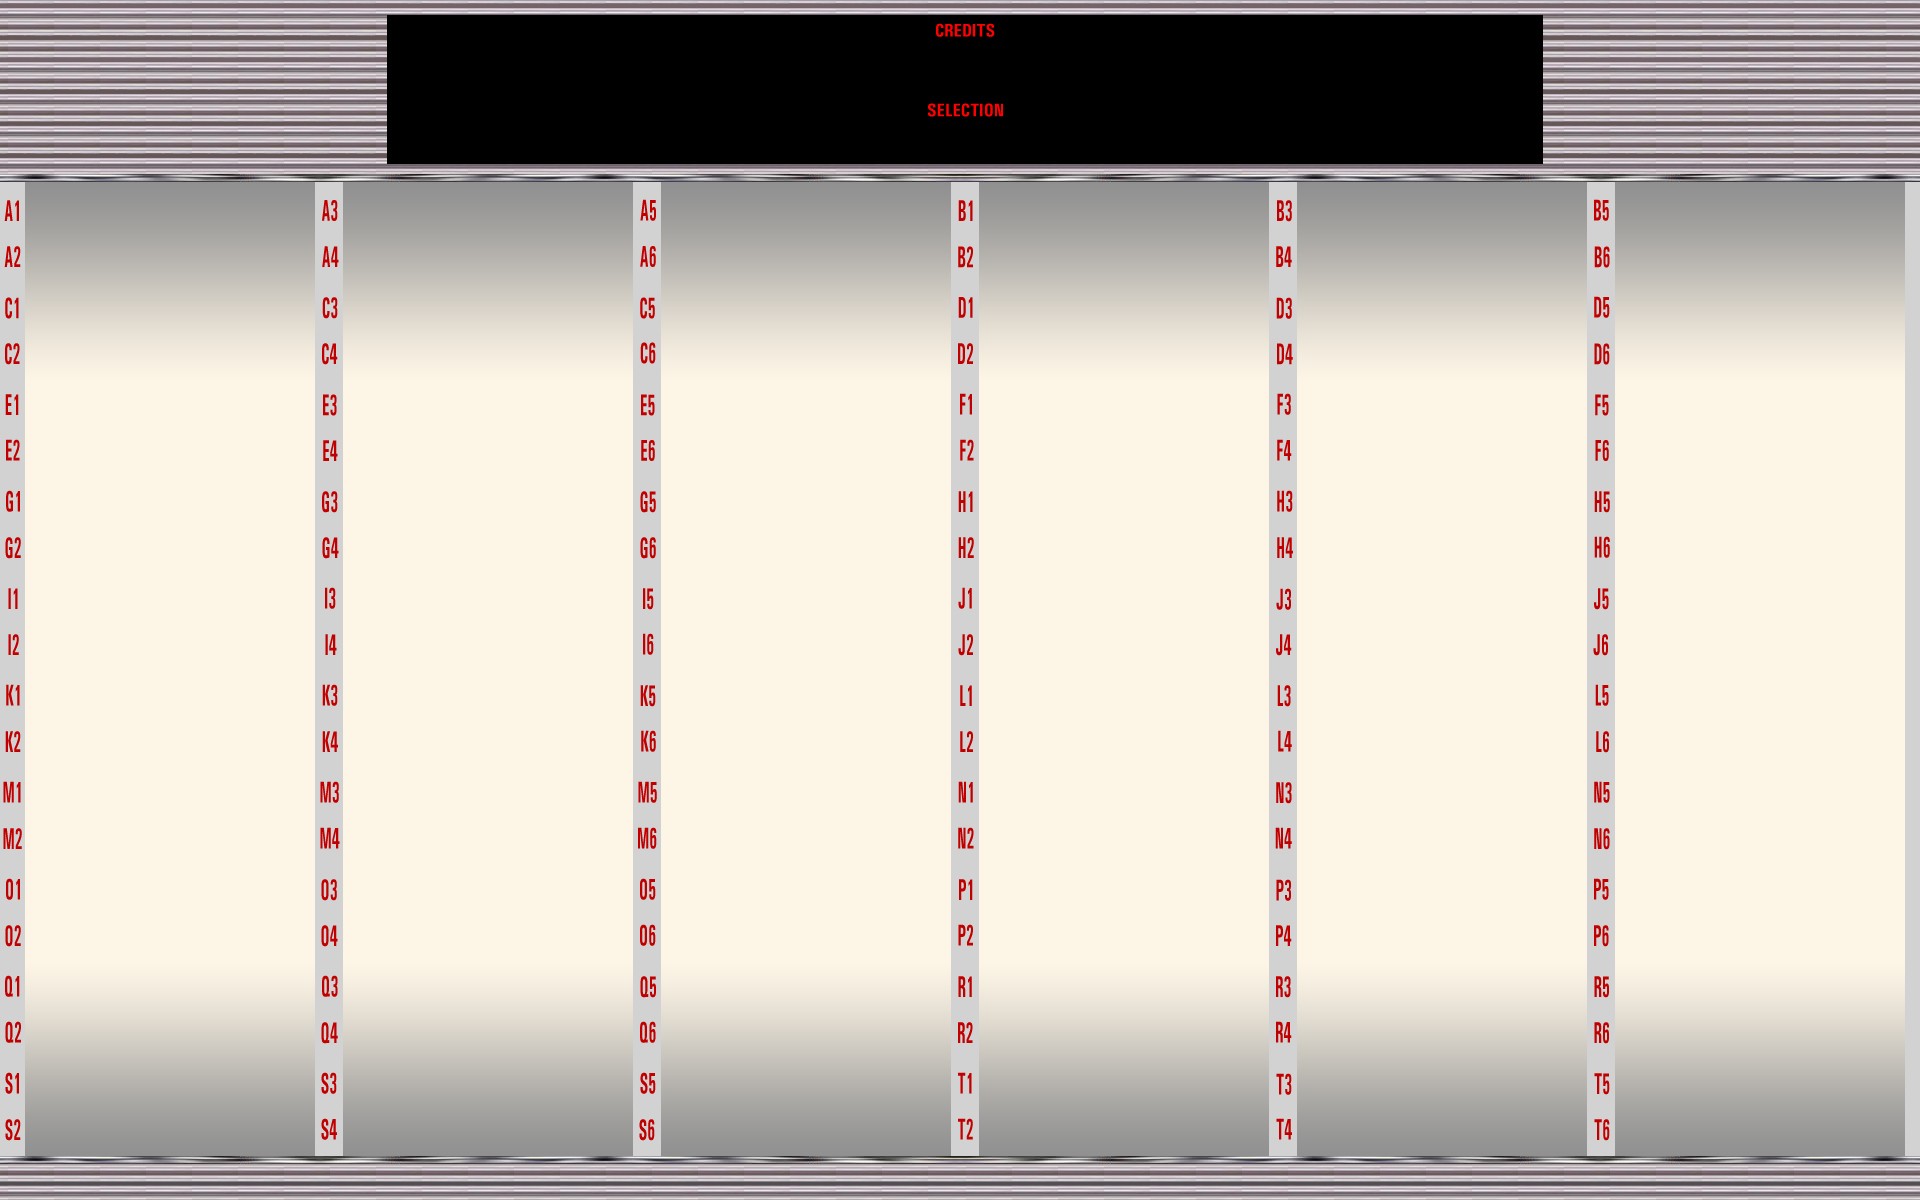 CREDITS
SELECTION
A1 A3 A5 B1 B3 B5
A2 A4 A6 B2 B4 B6
C1 C3 C5 D1 D3 D5
C2 C4 C6 D2 D4 D6
E1 E3 E5 F1 F3 F5
E2 E4 E6 F2 F4 F6
G1 G3 G5 H1 H3 H5
G2 G4 G6 H2 H4 H6
I1 I3 I5 J1 J3 J5
I2 I4 I6 J2 J4 J6
K1 K3 K5 L1 L3 L5
K2 K4 K6 L2 L4 L6
M1 M3 M5 N1 N3 N5
M2 M4 M6 N2 N4 N6
O1 O3 O5 P1 P3 P5
O2 O4 O6 P2 P4 P6
Q1 Q3 Q5 R1 R3 R5
Q2 Q4 Q6 R2 R4 R6
S1 S3 S5 T1 T3 T5
S2 S4 S6 T2 T4 T6